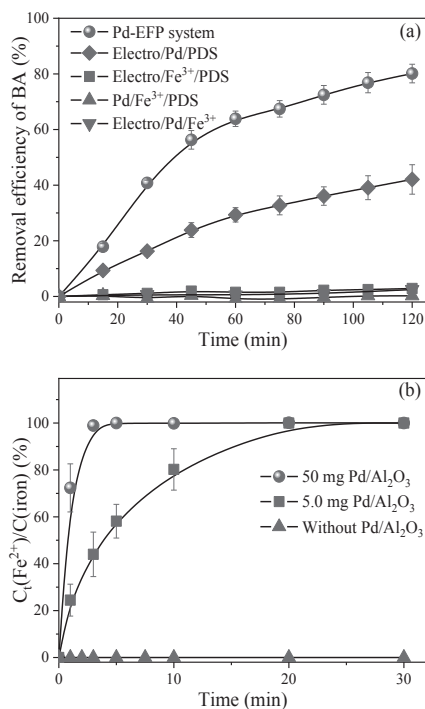 100
(a)
Pd-EFP system
Electro/Pd/PDS
80
Electro/Fe³⁺/PDS
Pd/Fe³⁺/PDS
60
Electro/Pd/Fe³⁺
40
20
0
Removal efficiency of BA (%)
0 20 40 60 80 100 120
Time (min)
120
(b)
100
80
50 mg Pd/Al₂O₃
60
5.0 mg Pd/Al₂O₃
Without Pd/Al₂O₃
40
20
0
Cₜ(Fe²⁺)/C(iron) (%)
0 10 20 30
Time (min)